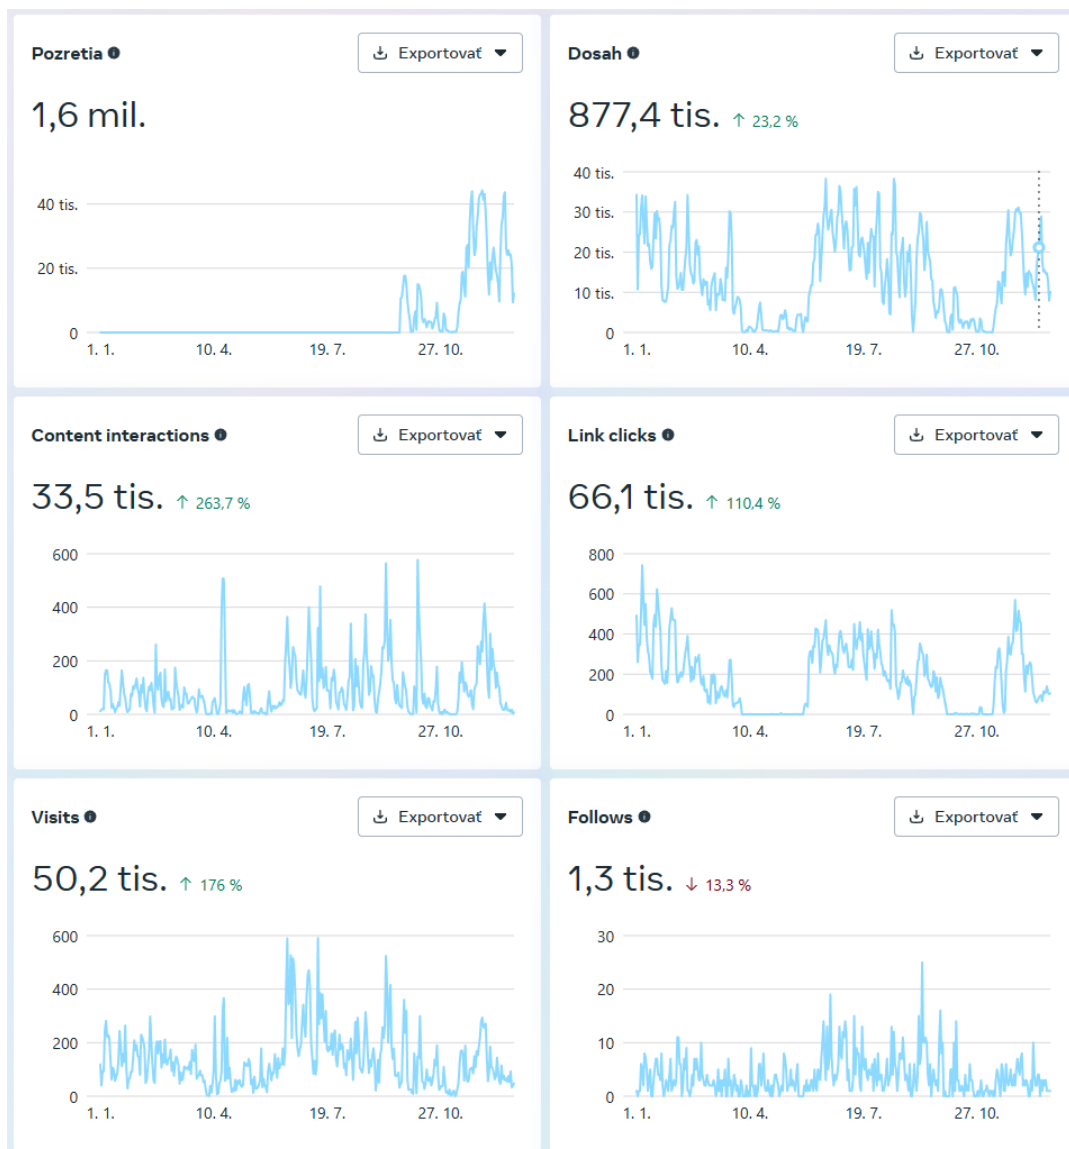 Pozretia
Exportovať
1,6 mil.
40 tis.
20 tis.
0
1. 1.
10. 4.
19. 7.
27. 10.
Dosah
Exportovať
877,4 tis. ↑ 23,2 %
40 tis.
30 tis.
20 tis.
10 tis.
0
1. 1.
10. 4.
19. 7.
27. 10.
Content interactions
Exportovať
33,5 tis. ↑ 263,7 %
600
400
200
0
1. 1.
10. 4.
19. 7.
27. 10.
Link clicks
Exportovať
66,1 tis. ↑ 110,4 %
800
600
400
200
0
1. 1.
10. 4.
19. 7.
27. 10.
Visits
Exportovať
50,2 tis. ↑ 176 %
600
400
200
0
1. 1.
10. 4.
19. 7.
27. 10.
Follows
Exportovať
1,3 tis. ↓ 13,3 %
30
20
10
0
1. 1.
10. 4.
19. 7.
27. 10.